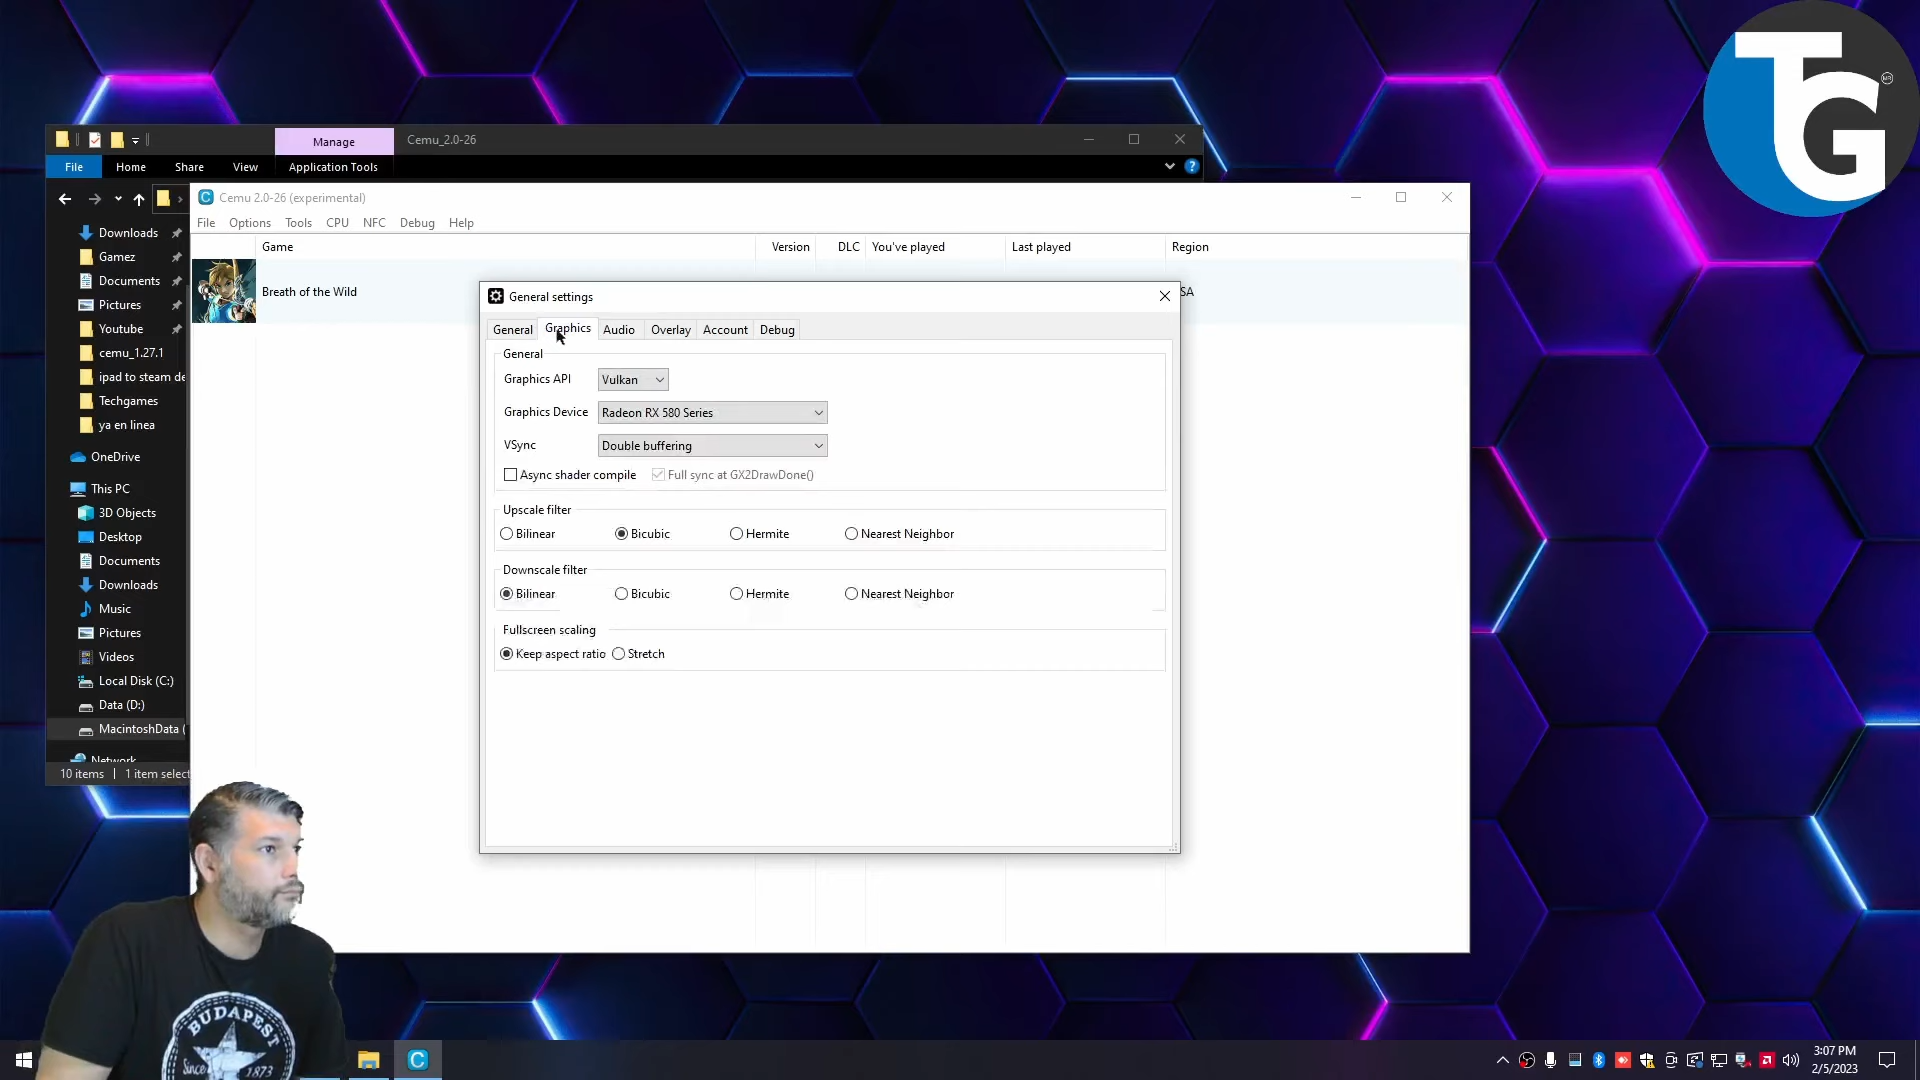 TG
MR
Manage
Cemu_2.0-26
File
Home
Share
View
Application Tools
Cemu 2.0-26 (experimental)
File
Options
Tools
CPU
NFC
Debug
Help
Game
Version
DLC
You've played
Last played
Region
Breath of the Wild
SA
Downloads
Gamez
Documents
Pictures
Youtube
cemu_1.27.1
ipad to steam de
Techgames
ya en linea
OneDrive
This PC
3D Objects
Desktop
Documents
Downloads
Music
Pictures
Videos
Local Disk (C:)
Data (D:)
MacintoshData (
Network
10 items
1 item select
General settings
General
Graphics
Audio
Overlay
Account
Debug
General
Graphics API
Vulkan
Graphics Device
Radeon RX 580 Series
VSync
Double buffering
Async shader compile
Full sync at GX2DrawDone()
Upscale filter
Bilinear
Bicubic
Hermite
Nearest Neighbor
Downscale filter
Bilinear
Bicubic
Hermite
Nearest Neighbor
Fullscreen scaling
Keep aspect ratio
Stretch
BUDAPEST
Since
1873
3:07 PM
2/5/2023